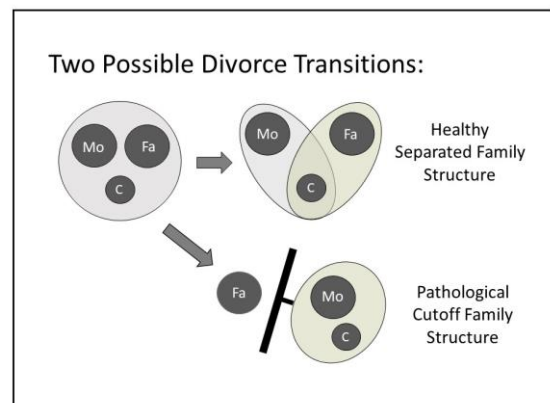 Two Possible Divorce Transitions:
Mo Fa
C
Mo Fa
C
Healthy
Separated Family
Structure
Fa
Mo
C
Pathological
Cutoff Family
Structure